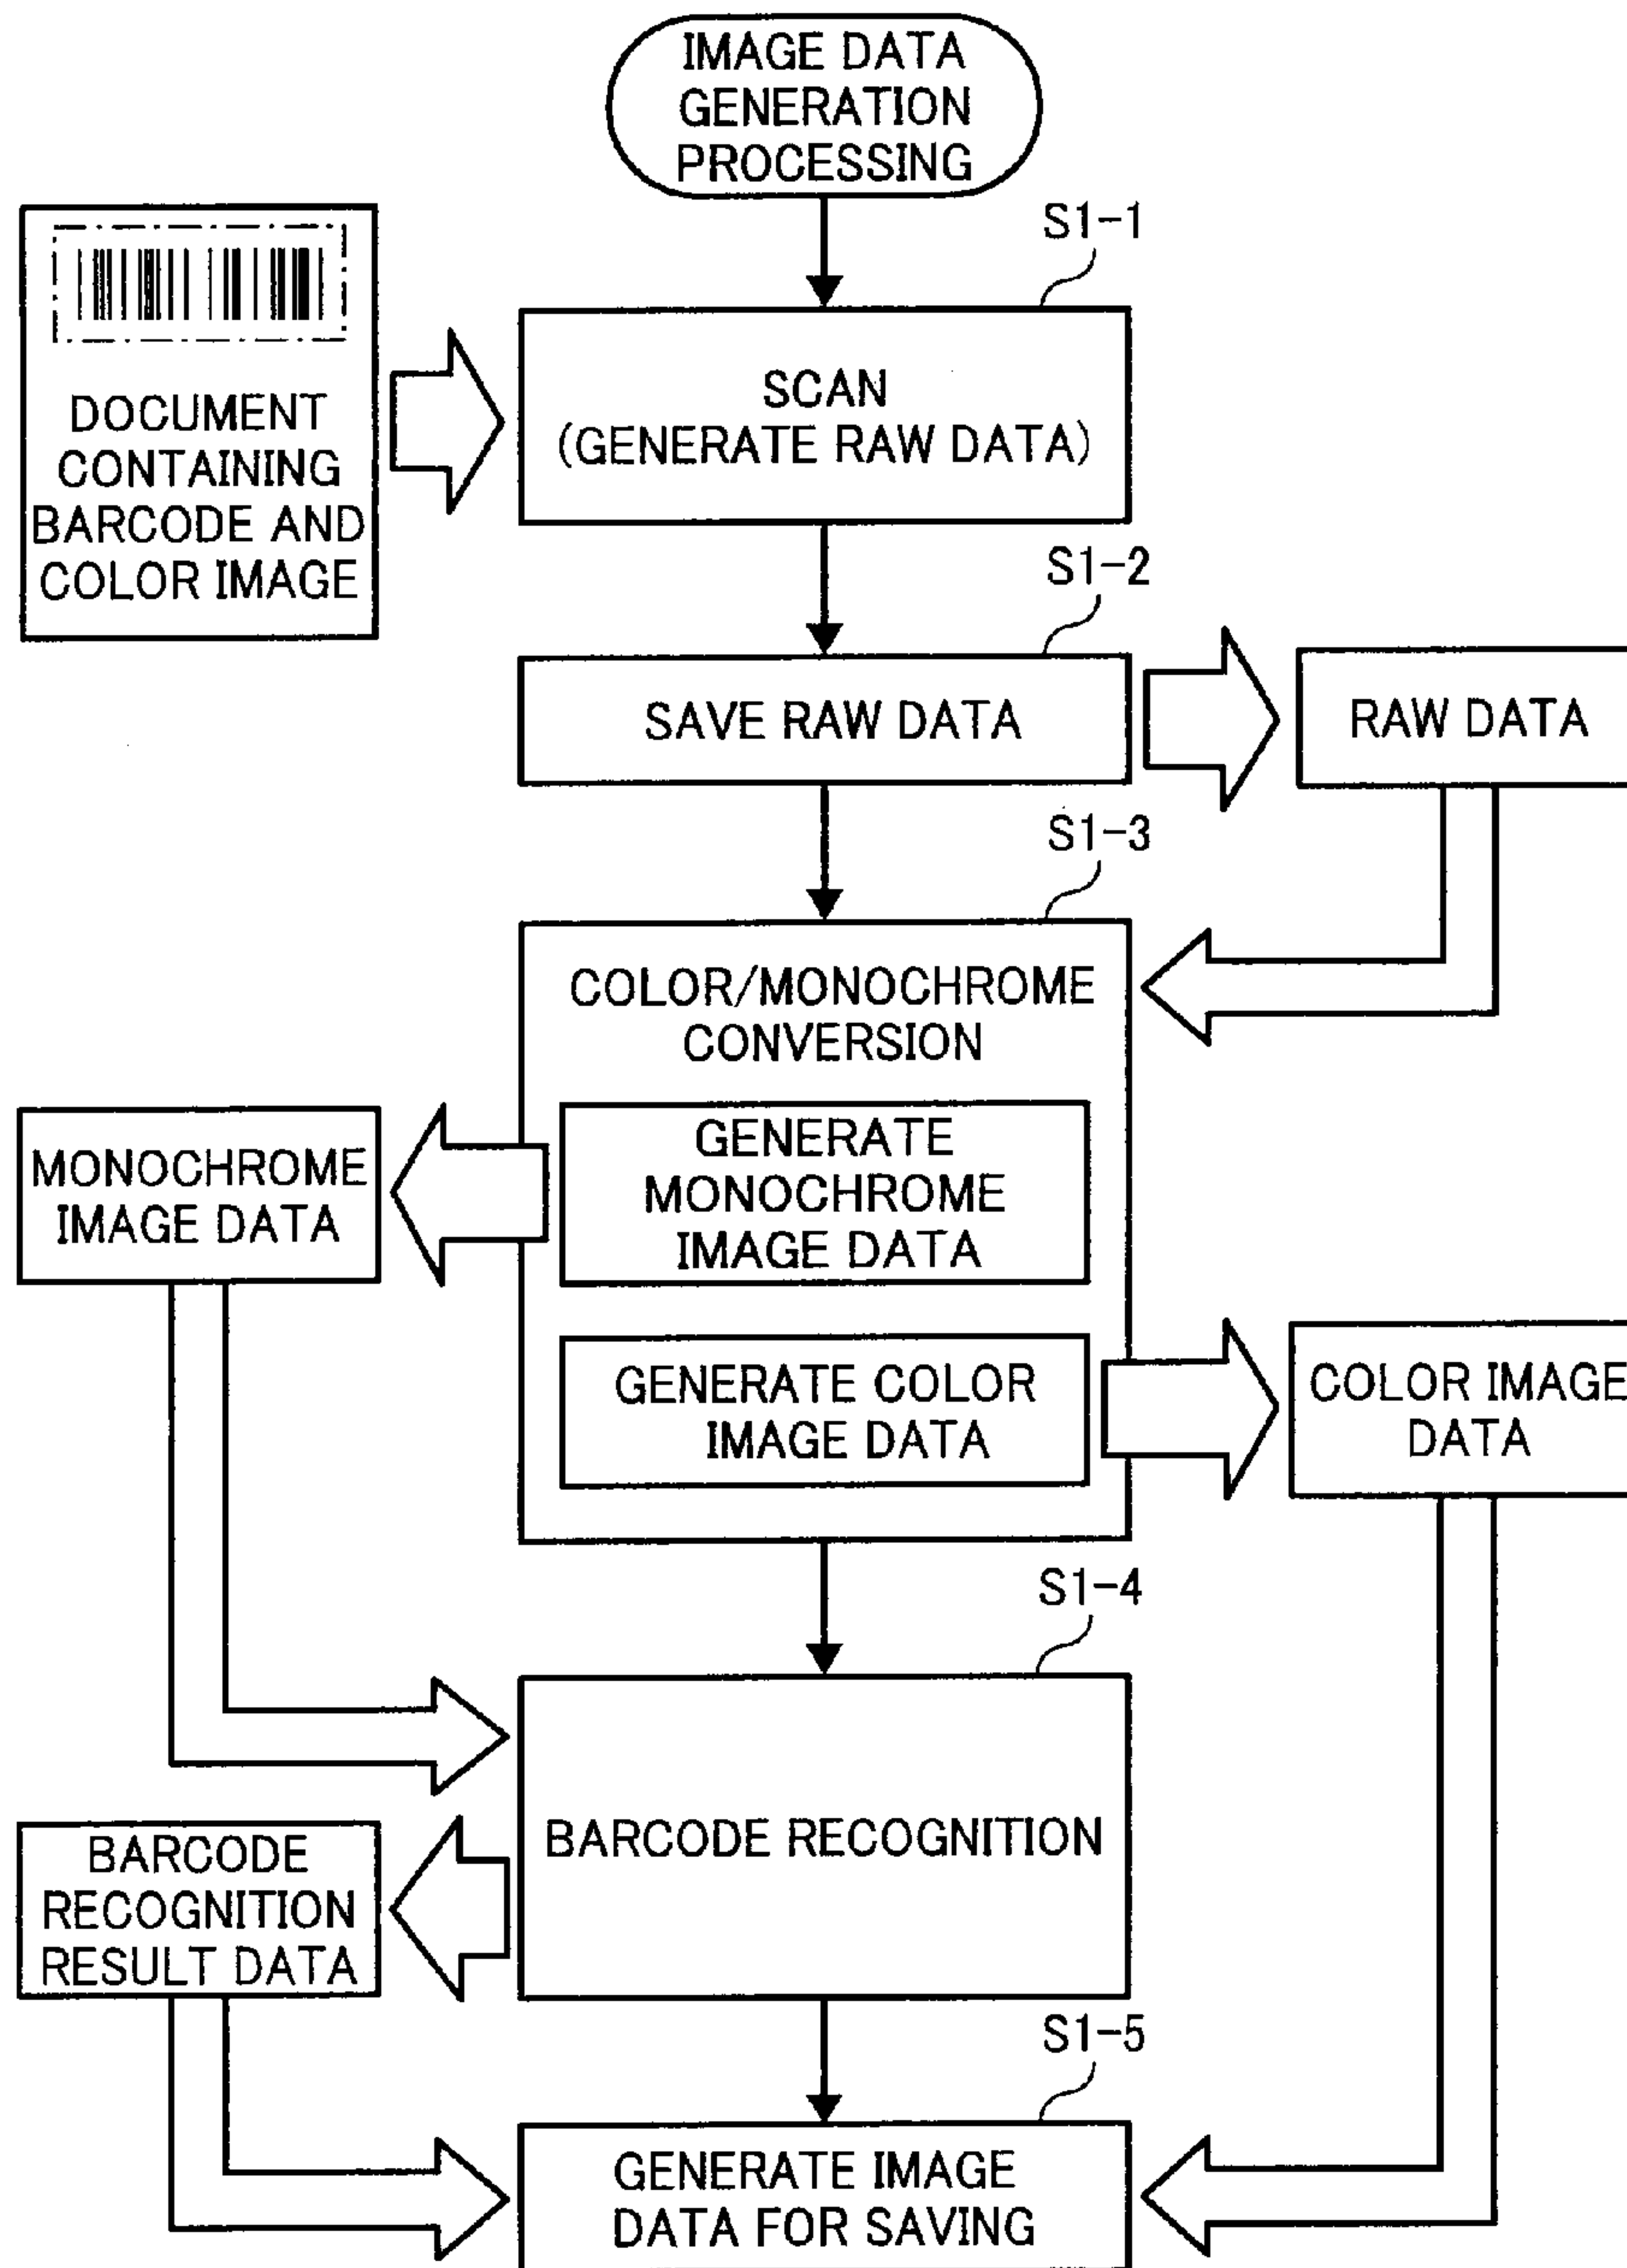 IMAGE DATA
GENERATION
PROCESSING
S1-1
DOCUMENT
CONTAINING
BARCODE AND
COLOR IMAGE
SCAN
(GENERATE RAW DATA)
S1-2
SAVE RAW DATA
RAW DATA
S1-3
COLOR/MONOCHROME
CONVERSION
GENERATE
MONOCHROME
IMAGE DATA
MONOCHROME
IMAGE DATA
GENERATE COLOR
IMAGE DATA
COLOR IMAGE
DATA
S1-4
BARCODE RECOGNITION
BARCODE
RECOGNITION
RESULT DATA
S1-5
GENERATE IMAGE
DATA FOR SAVING